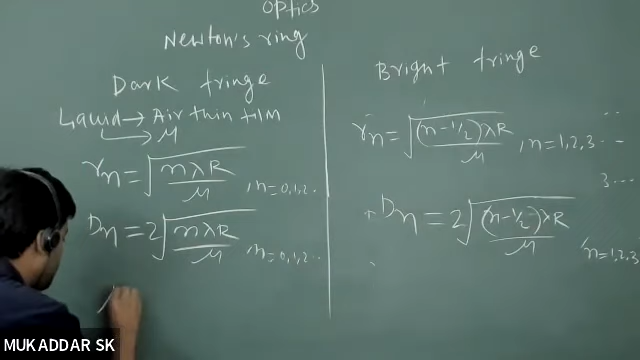 optics
Newton's ring
Dark fringe
Liquid → Air thin film
→ μ
rn = √(nλR/μ) , n = 0,1,2..
Dn = 2√(nλR/μ) , n = 0,1,2...
Bright fringe
rn = √((n-1/2)λR/μ) , n = 1,2,3 ...
3...
Dn = 2√((n-1/2)λR/μ) , n = 1,2,3
MUKADDAR SK